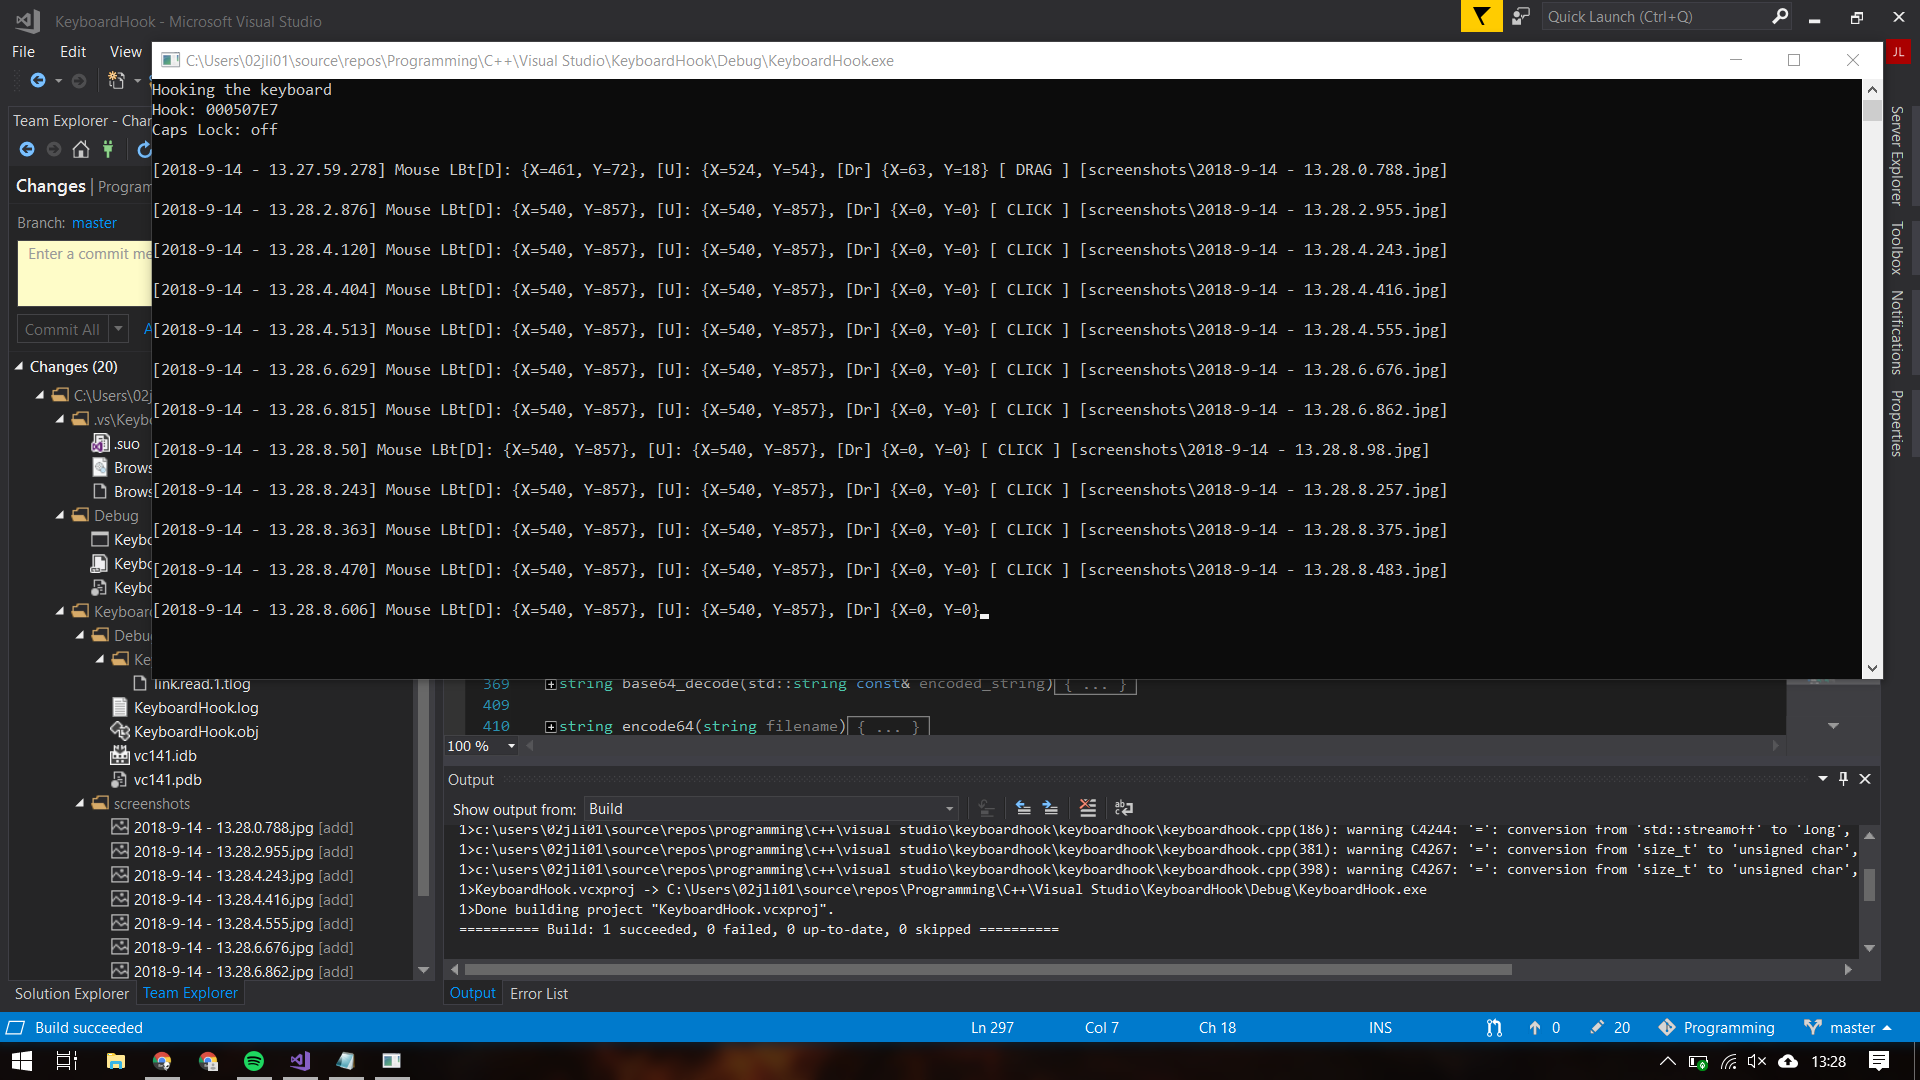 KeyboardHook - Microsoft Visual Studio
Quick Launch (Ctrl+Q)
File Edit View
JL
C:\Users\02jli01\source\repos\Programming\C++\Visual Studio\KeyboardHook\Debug\KeyboardHook.exe
Hooking the keyboard
Hook: 000507E7
Caps Lock: off
[2018-9-14 - 13.27.59.278] Mouse LBt[D]: {X=461, Y=72}, [U]: {X=524, Y=54}, [Dr] {X=63, Y=18} [ DRAG ] [screenshots\2018-9-14 - 13.28.0.788.jpg]
[2018-9-14 - 13.28.2.876] Mouse LBt[D]: {X=540, Y=857}, [U]: {X=540, Y=857}, [Dr] {X=0, Y=0} [ CLICK ] [screenshots\2018-9-14 - 13.28.2.955.jpg]
[2018-9-14 - 13.28.4.120] Mouse LBt[D]: {X=540, Y=857}, [U]: {X=540, Y=857}, [Dr] {X=0, Y=0} [ CLICK ] [screenshots\2018-9-14 - 13.28.4.243.jpg]
[2018-9-14 - 13.28.4.404] Mouse LBt[D]: {X=540, Y=857}, [U]: {X=540, Y=857}, [Dr] {X=0, Y=0} [ CLICK ] [screenshots\2018-9-14 - 13.28.4.416.jpg]
[2018-9-14 - 13.28.4.513] Mouse LBt[D]: {X=540, Y=857}, [U]: {X=540, Y=857}, [Dr] {X=0, Y=0} [ CLICK ] [screenshots\2018-9-14 - 13.28.4.555.jpg]
[2018-9-14 - 13.28.6.629] Mouse LBt[D]: {X=540, Y=857}, [U]: {X=540, Y=857}, [Dr] {X=0, Y=0} [ CLICK ] [screenshots\2018-9-14 - 13.28.6.676.jpg]
[2018-9-14 - 13.28.6.815] Mouse LBt[D]: {X=540, Y=857}, [U]: {X=540, Y=857}, [Dr] {X=0, Y=0} [ CLICK ] [screenshots\2018-9-14 - 13.28.6.862.jpg]
[2018-9-14 - 13.28.8.50] Mouse LBt[D]: {X=540, Y=857}, [U]: {X=540, Y=857}, [Dr] {X=0, Y=0} [ CLICK ] [screenshots\2018-9-14 - 13.28.8.98.jpg]
[2018-9-14 - 13.28.8.243] Mouse LBt[D]: {X=540, Y=857}, [U]: {X=540, Y=857}, [Dr] {X=0, Y=0} [ CLICK ] [screenshots\2018-9-14 - 13.28.8.257.jpg]
[2018-9-14 - 13.28.8.363] Mouse LBt[D]: {X=540, Y=857}, [U]: {X=540, Y=857}, [Dr] {X=0, Y=0} [ CLICK ] [screenshots\2018-9-14 - 13.28.8.375.jpg]
[2018-9-14 - 13.28.8.470] Mouse LBt[D]: {X=540, Y=857}, [U]: {X=540, Y=857}, [Dr] {X=0, Y=0} [ CLICK ] [screenshots\2018-9-14 - 13.28.8.483.jpg]
[2018-9-14 - 13.28.8.606] Mouse LBt[D]: {X=540, Y=857}, [U]: {X=540, Y=857}, [Dr] {X=0, Y=0}
Team Explorer - Char
Changes | Program
Branch: master
Enter a commit me
Commit All
A
Changes (20)
C:\Users\02j
.vs\Keyb
.suo
Brows
Brows
Debug
Keybo
Keybo
Keybo
Keyboar
Debu
Ke
link.read.1.tlog
KeyboardHook.log
KeyboardHook.obj
vc141.idb
vc141.pdb
screenshots
2018-9-14 - 13.28.0.788.jpg [add]
2018-9-14 - 13.28.2.955.jpg [add]
2018-9-14 - 13.28.4.243.jpg [add]
2018-9-14 - 13.28.4.416.jpg [add]
2018-9-14 - 13.28.4.555.jpg [add]
2018-9-14 - 13.28.6.676.jpg [add]
2018-9-14 - 13.28.6.862.jpg [add]
Solution Explorer Team Explorer
369 string base64_decode(std::string const& encoded_string){ ... }
409
410 string encode64(string filename){ ... }
100 %
Output
Show output from: Build
1>c:\users\02jli01\source\repos\programming\c++\visual studio\keyboardhook\keyboardhook\keyboardhook.cpp(186): warning C4244: '=': conversion from 'std::streamoff' to 'long',
1>c:\users\02jli01\source\repos\programming\c++\visual studio\keyboardhook\keyboardhook\keyboardhook.cpp(381): warning C4267: '=': conversion from 'size_t' to 'unsigned char',
1>c:\users\02jli01\source\repos\programming\c++\visual studio\keyboardhook\keyboardhook\keyboardhook.cpp(398): warning C4267: '=': conversion from 'size_t' to 'unsigned char',
1>KeyboardHook.vcxproj -> C:\Users\02jli01\source\repos\Programming\C++\Visual Studio\KeyboardHook\Debug\KeyboardHook.exe
1>Done building project "KeyboardHook.vcxproj".
========== Build: 1 succeeded, 0 failed, 0 up-to-date, 0 skipped ==========
Output Error List
Server Explorer
Toolbox
Notifications
Properties
Build succeeded Ln 297 Col 7 Ch 18 INS 0 20 Programming master
13:28